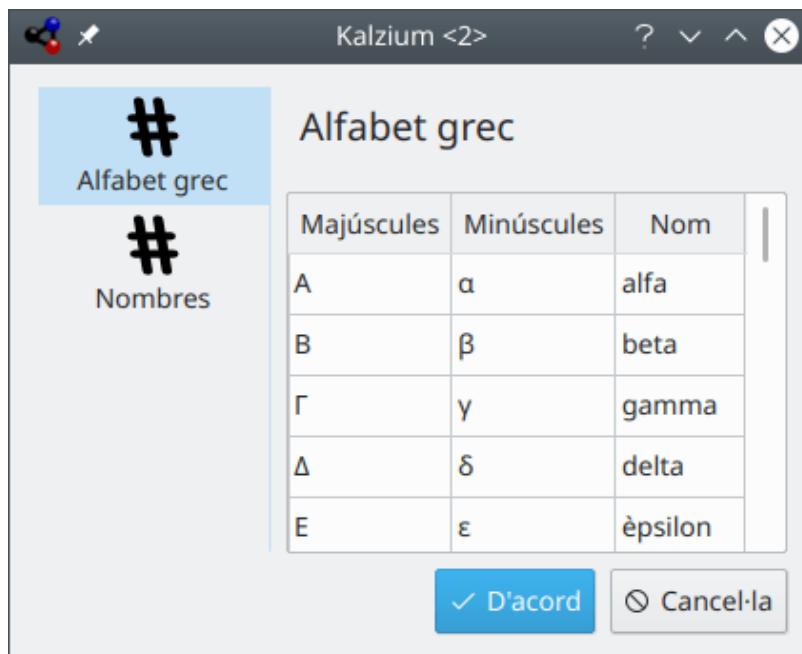 Kalzium <2>
Alfabet grec
Nombres
Alfabet grec
Majúscules Minúscules Nom
Α α alfa
Β β beta
Γ γ gamma
Δ δ delta
Ε ε èpsilon
D'acord Cancel·la